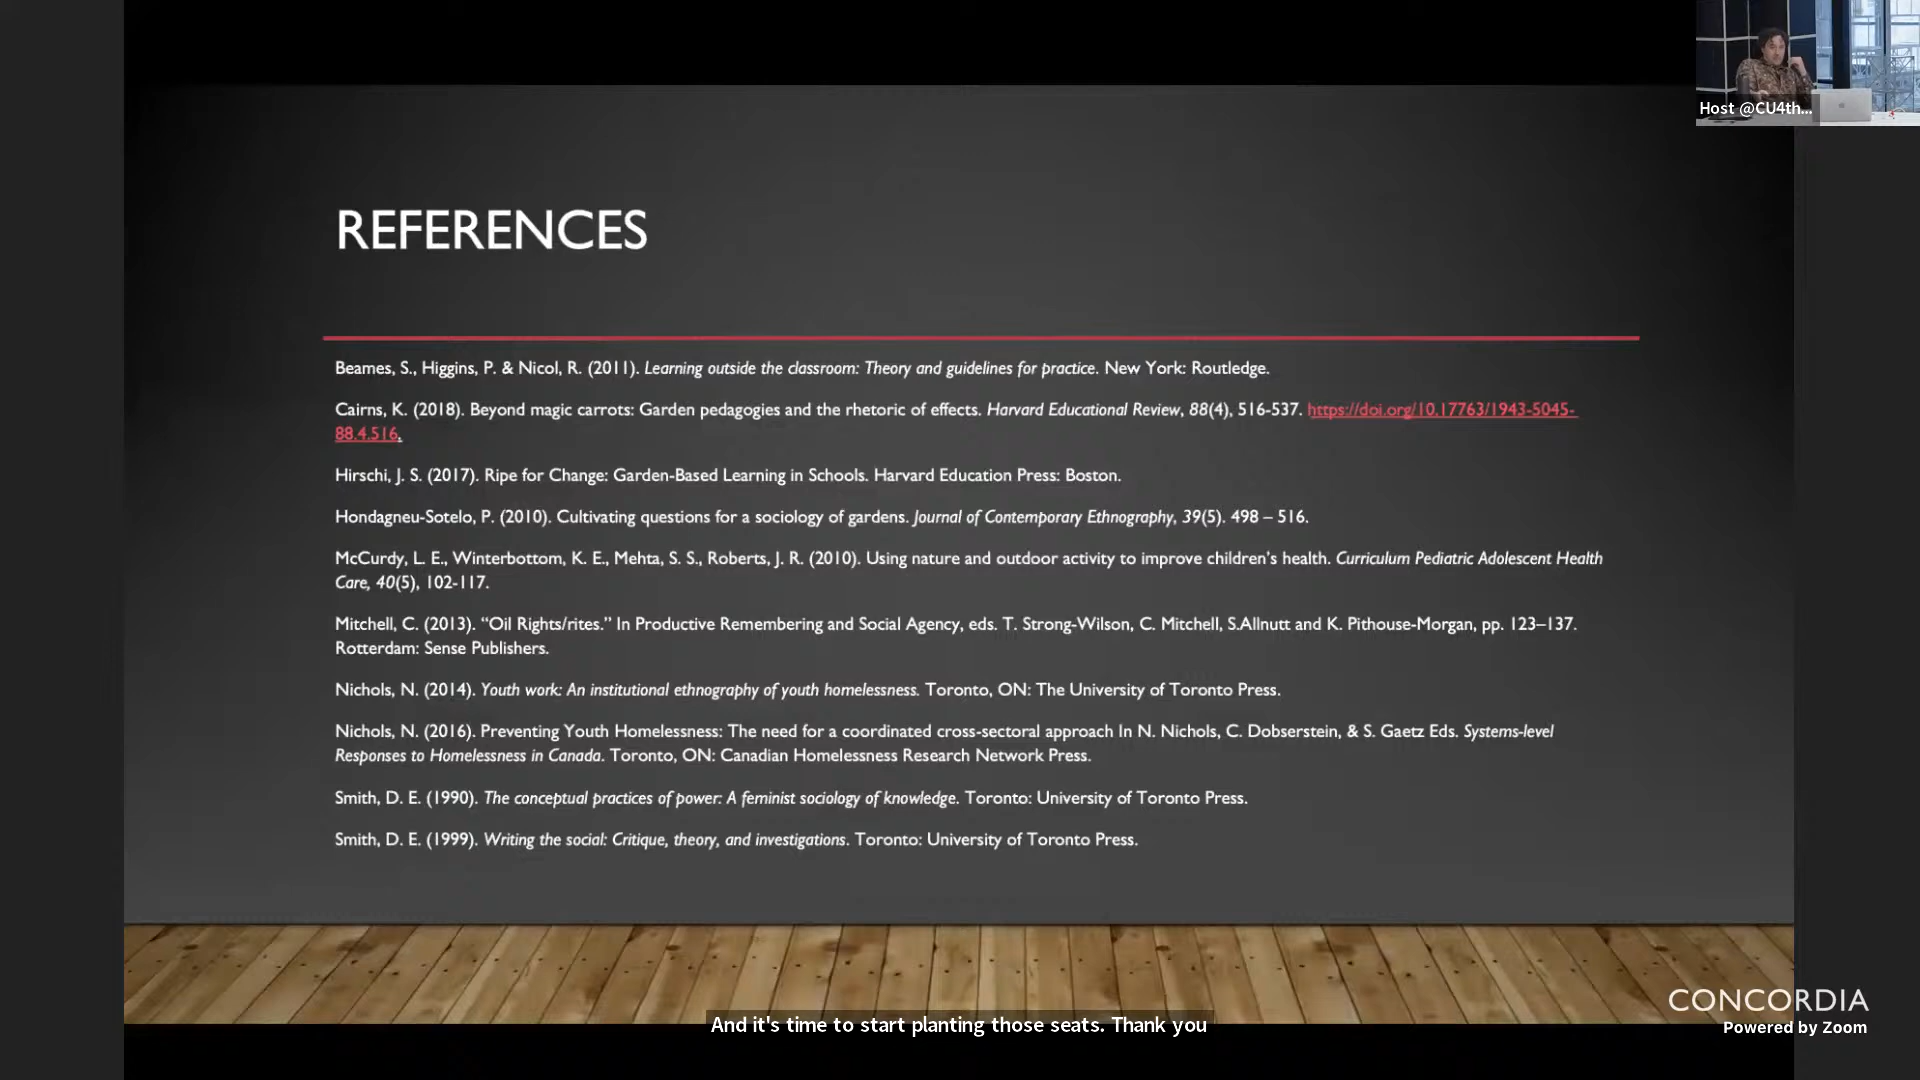 Host @CU4th...
REFERENCES
Beames, S., Higgins, P. & Nicol, R. (2011). Learning outside the classroom: Theory and guidelines for practice. New York: Routledge.
Cairns, K. (2018). Beyond magic carrots: Garden pedagogies and the rhetoric of effects. Harvard Educational Review, 88(4), 516-537. https://doi.org/10.17763/1943-5045-
88.4.516.
Hirschi, J. S. (2017). Ripe for Change: Garden-Based Learning in Schools. Harvard Education Press: Boston.
Hondagneu-Sotelo, P. (2010). Cultivating questions for a sociology of gardens. Journal of Contemporary Ethnography, 39(5). 498 – 516.
McCurdy, L. E., Winterbottom, K. E., Mehta, S. S., Roberts, J. R. (2010). Using nature and outdoor activity to improve children's health. Curriculum Pediatric Adolescent Health
Care, 40(5), 102-117.
Mitchell, C. (2013). “Oil Rights/rites.” In Productive Remembering and Social Agency, eds. T. Strong-Wilson, C. Mitchell, S.Allnutt and K. Pithouse-Morgan, pp. 123–137.
Rotterdam: Sense Publishers.
Nichols, N. (2014). Youth work: An institutional ethnography of youth homelessness. Toronto, ON: The University of Toronto Press.
Nichols, N. (2016). Preventing Youth Homelessness: The need for a coordinated cross-sectoral approach In N. Nichols, C. Dobserstein, & S. Gaetz Eds. Systems-level
Responses to Homelessness in Canada. Toronto, ON: Canadian Homelessness Research Network Press.
Smith, D. E. (1990). The conceptual practices of power: A feminist sociology of knowledge. Toronto: University of Toronto Press.
Smith, D. E. (1999). Writing the social: Critique, theory, and investigations. Toronto: University of Toronto Press.
CONCORDIA
Powered by Zoom
And it's time to start planting those seats. Thank you